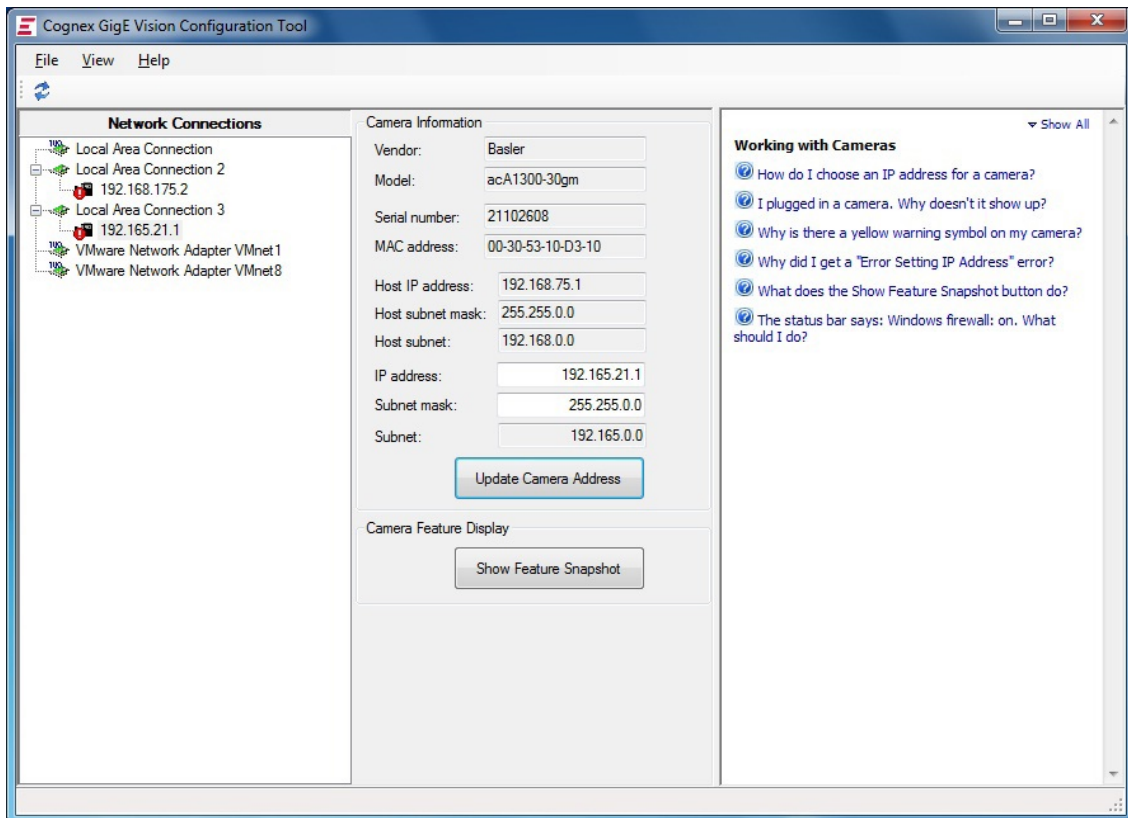 Cognex GigE Vision Configuration Tool
File View Help
Network Connections
Local Area Connection
Local Area Connection 2
192.168.175.2
Local Area Connection 3
192.165.21.1
VMware Network Adapter VMnet1
VMware Network Adapter VMnet8
Camera Information
Vendor: Basler
Model: acA1300-30gm
Serial number: 21102608
MAC address: 00-30-53-10-D3-10
Host IP address: 192.168.75.1
Host subnet mask: 255.255.0.0
Host subnet: 192.168.0.0
IP address: 192.165.21.1
Subnet mask: 255.255.0.0
Subnet: 192.165.0.0
Update Camera Address
Camera Feature Display
Show Feature Snapshot
Show All
Working with Cameras
How do I choose an IP address for a camera?
I plugged in a camera. Why doesn't it show up?
Why is there a yellow warning symbol on my camera?
Why did I get a "Error Setting IP Address" error?
What does the Show Feature Snapshot button do?
The status bar says: Windows firewall: on. What
should I do?